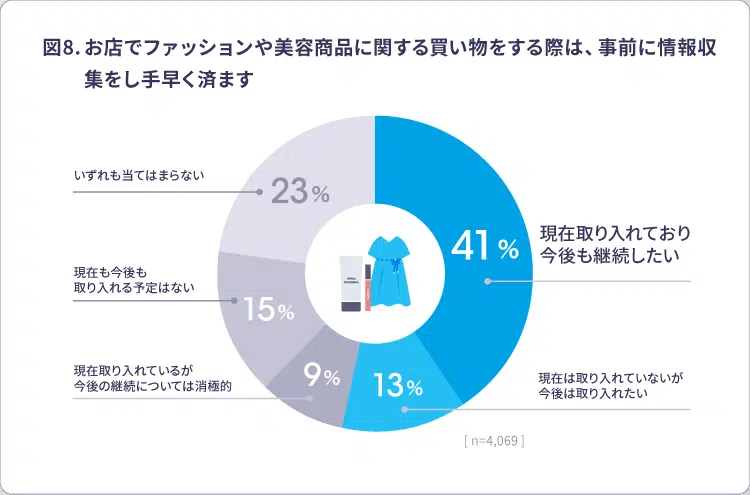 図8. お店でファッションや美容商品に関する買い物をする際は、事前に情報収
集をし手早く済ます
いずれも当てはまらない
23%
41%
現在取り入れており
今後も継続したい
現在も今後も
取り入れる予定はない
15%
現在取り入れているが
今後の継続については消極的
9%
13%
現在は取り入れていないが
今後は取り入れたい
[ n=4,069 ]